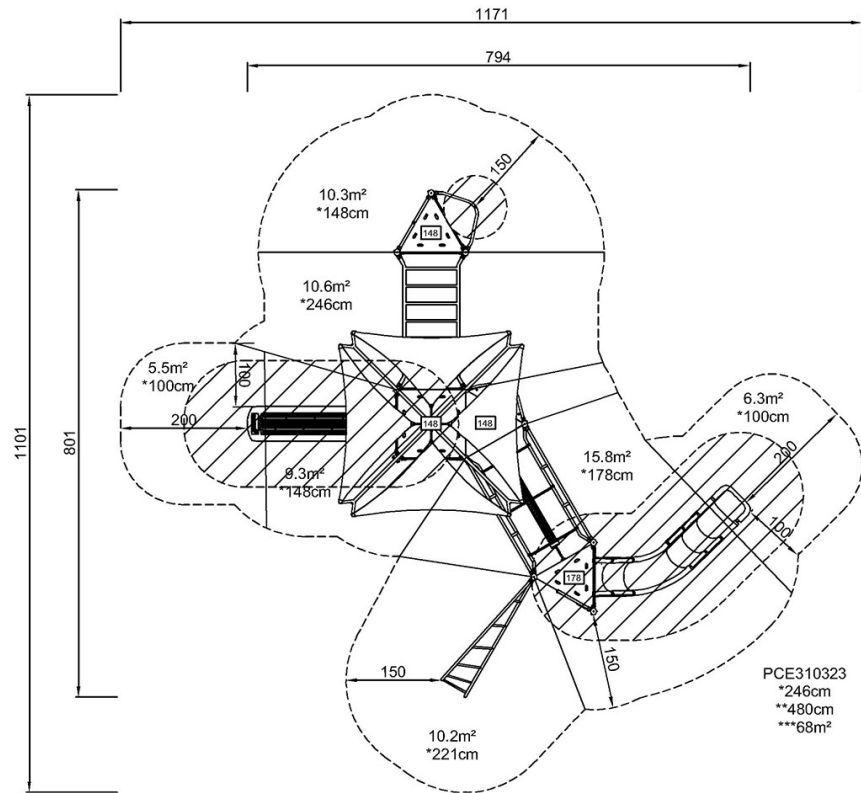 1171
794
150
10.3m²
*148cm
148
10.6m²
*246cm
5.5m²
*100cm
100
6.3m²
*100cm
1101
801
200
148
148
15.8m²
*178cm
200
9.3m²
*148cm
100
178
150
150
PCE310323
*246cm
**480cm
***68m²
10.2m²
*221cm